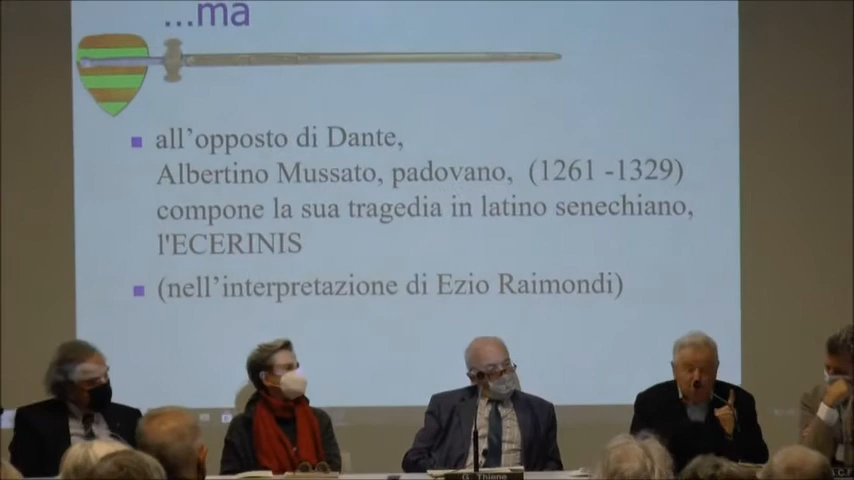 ...ma
■ all'opposto di Dante,
Albertino Mussato, padovano, (1261 -1329)
compone la sua tragedia in latino senechiano,
l'ECERINIS
■ (nell'interpretazione di Ezio Raimondi)
G. Thiene